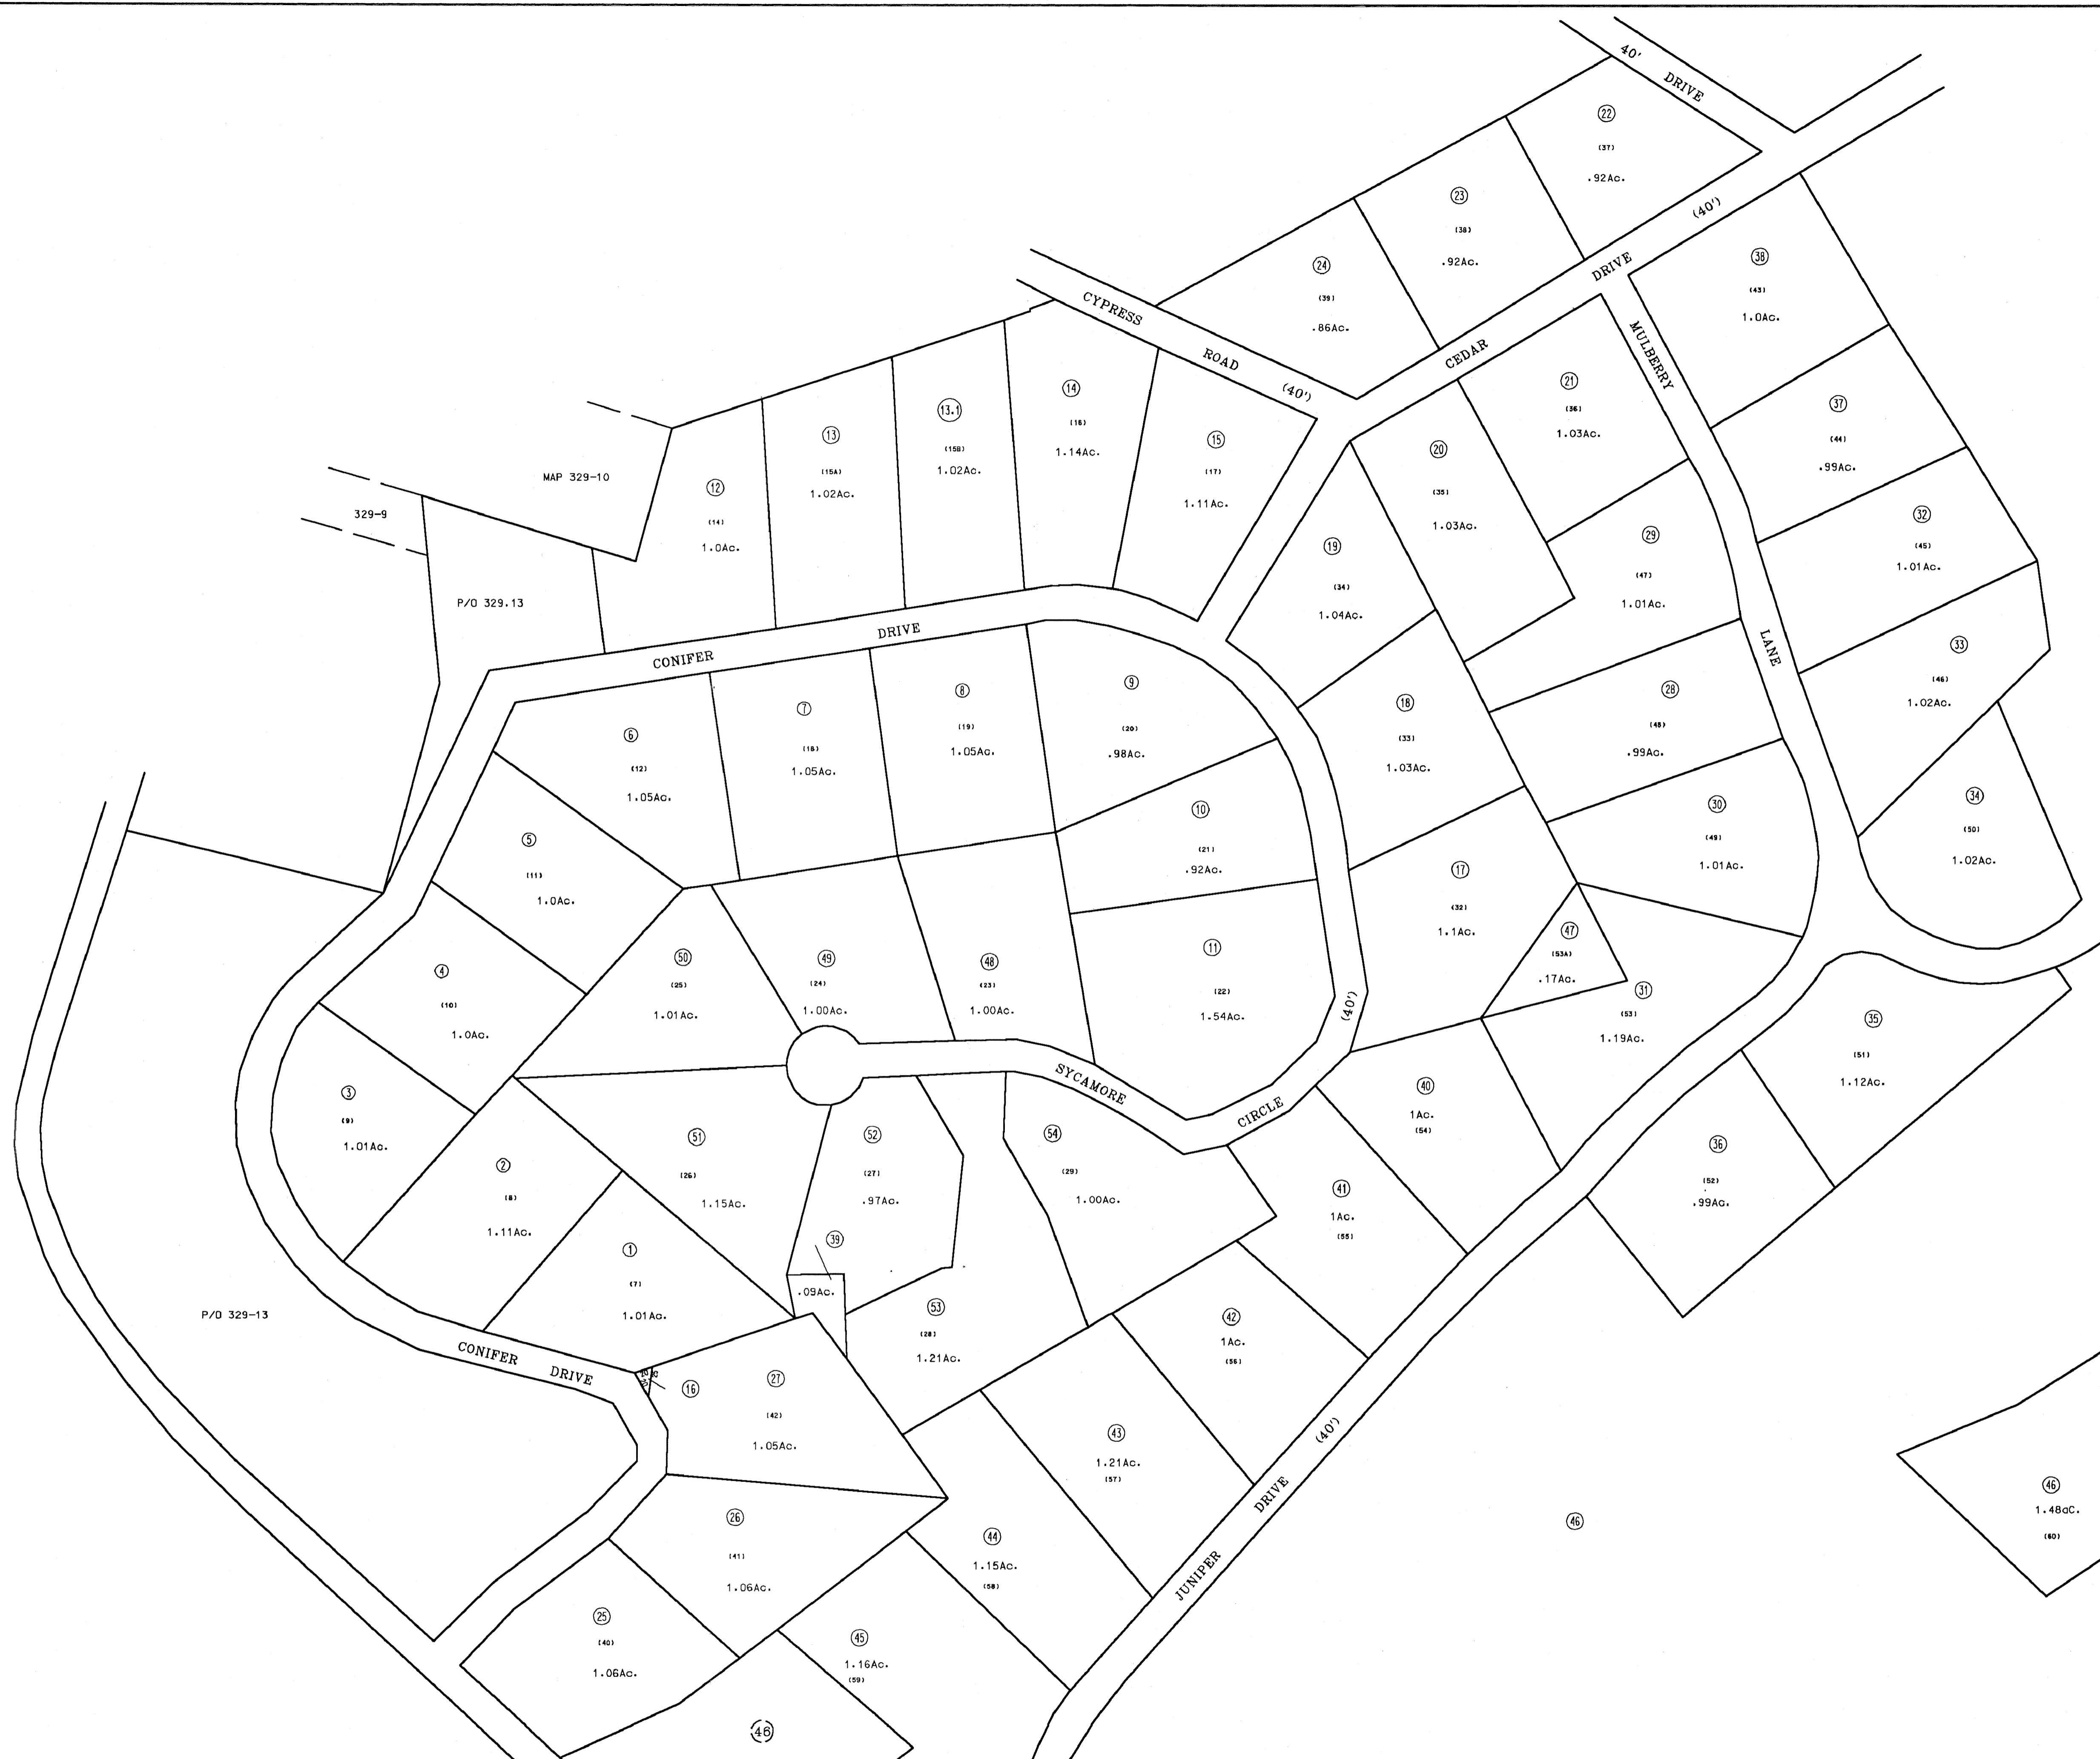 40' DRIVE
22
(37)
.92Ac.
23
(38)
.92Ac.
(40')
24
(39)
.86Ac.
DRIVE
38
(43)
1.0Ac.
CYPRESS ROAD (40')
CEDAR
MULBERRY
21
(36)
1.03Ac.
14
(16)
1.14Ac.
37
(44)
.99Ac.
13.1
(15B)
1.02Ac.
13
(15A)
1.02Ac.
15
(17)
1.11Ac.
20
(35)
1.03Ac.
MAP 329-10
12
(14)
1.0Ac.
329-9
32
(45)
1.01Ac.
19
(34)
1.04Ac.
29
(47)
1.01Ac.
P/O 329.13
CONIFER DRIVE
LANE
33
(46)
1.02Ac.
6
(12)
1.05Ac.
7
(18)
1.05Ac.
8
(19)
1.05Ac.
9
(20)
.98Ac.
18
(33)
1.03Ac.
28
(48)
.99Ac.
5
(11)
1.0Ac.
10
(21)
.92Ac.
30
(49)
1.01Ac.
34
(50)
1.02Ac.
17
(32)
1.1Ac.
47
(53A)
.17Ac.
4
(10)
1.0Ac.
50
(25)
1.01Ac.
49
(24)
1.00Ac.
48
(23)
1.00Ac.
11
(22)
1.54Ac.
(40')
31
(53)
1.19Ac.
35
(51)
1.12Ac.
SYCAMORE CIRCLE
3
(9)
1.01Ac.
40
1Ac.
(54)
2
(8)
1.11Ac.
51
(26)
1.15Ac.
52
(27)
.97Ac.
54
(29)
1.00Ac.
41
1Ac.
(55)
36
(52)
.99Ac.
1
(7)
1.01Ac.
39
.09Ac.
53
(28)
1.21Ac.
42
1Ac.
(56)
P/O 329-13
CONIFER DRIVE
16
27
(42)
1.05Ac.
43
1.21Ac.
(57)
JUNIPER DRIVE (40')
46
46
1.48aC.
(60)
26
(41)
1.06Ac.
44
1.15Ac.
(58)
25
(40)
1.06Ac.
45
1.16Ac.
(59)
46